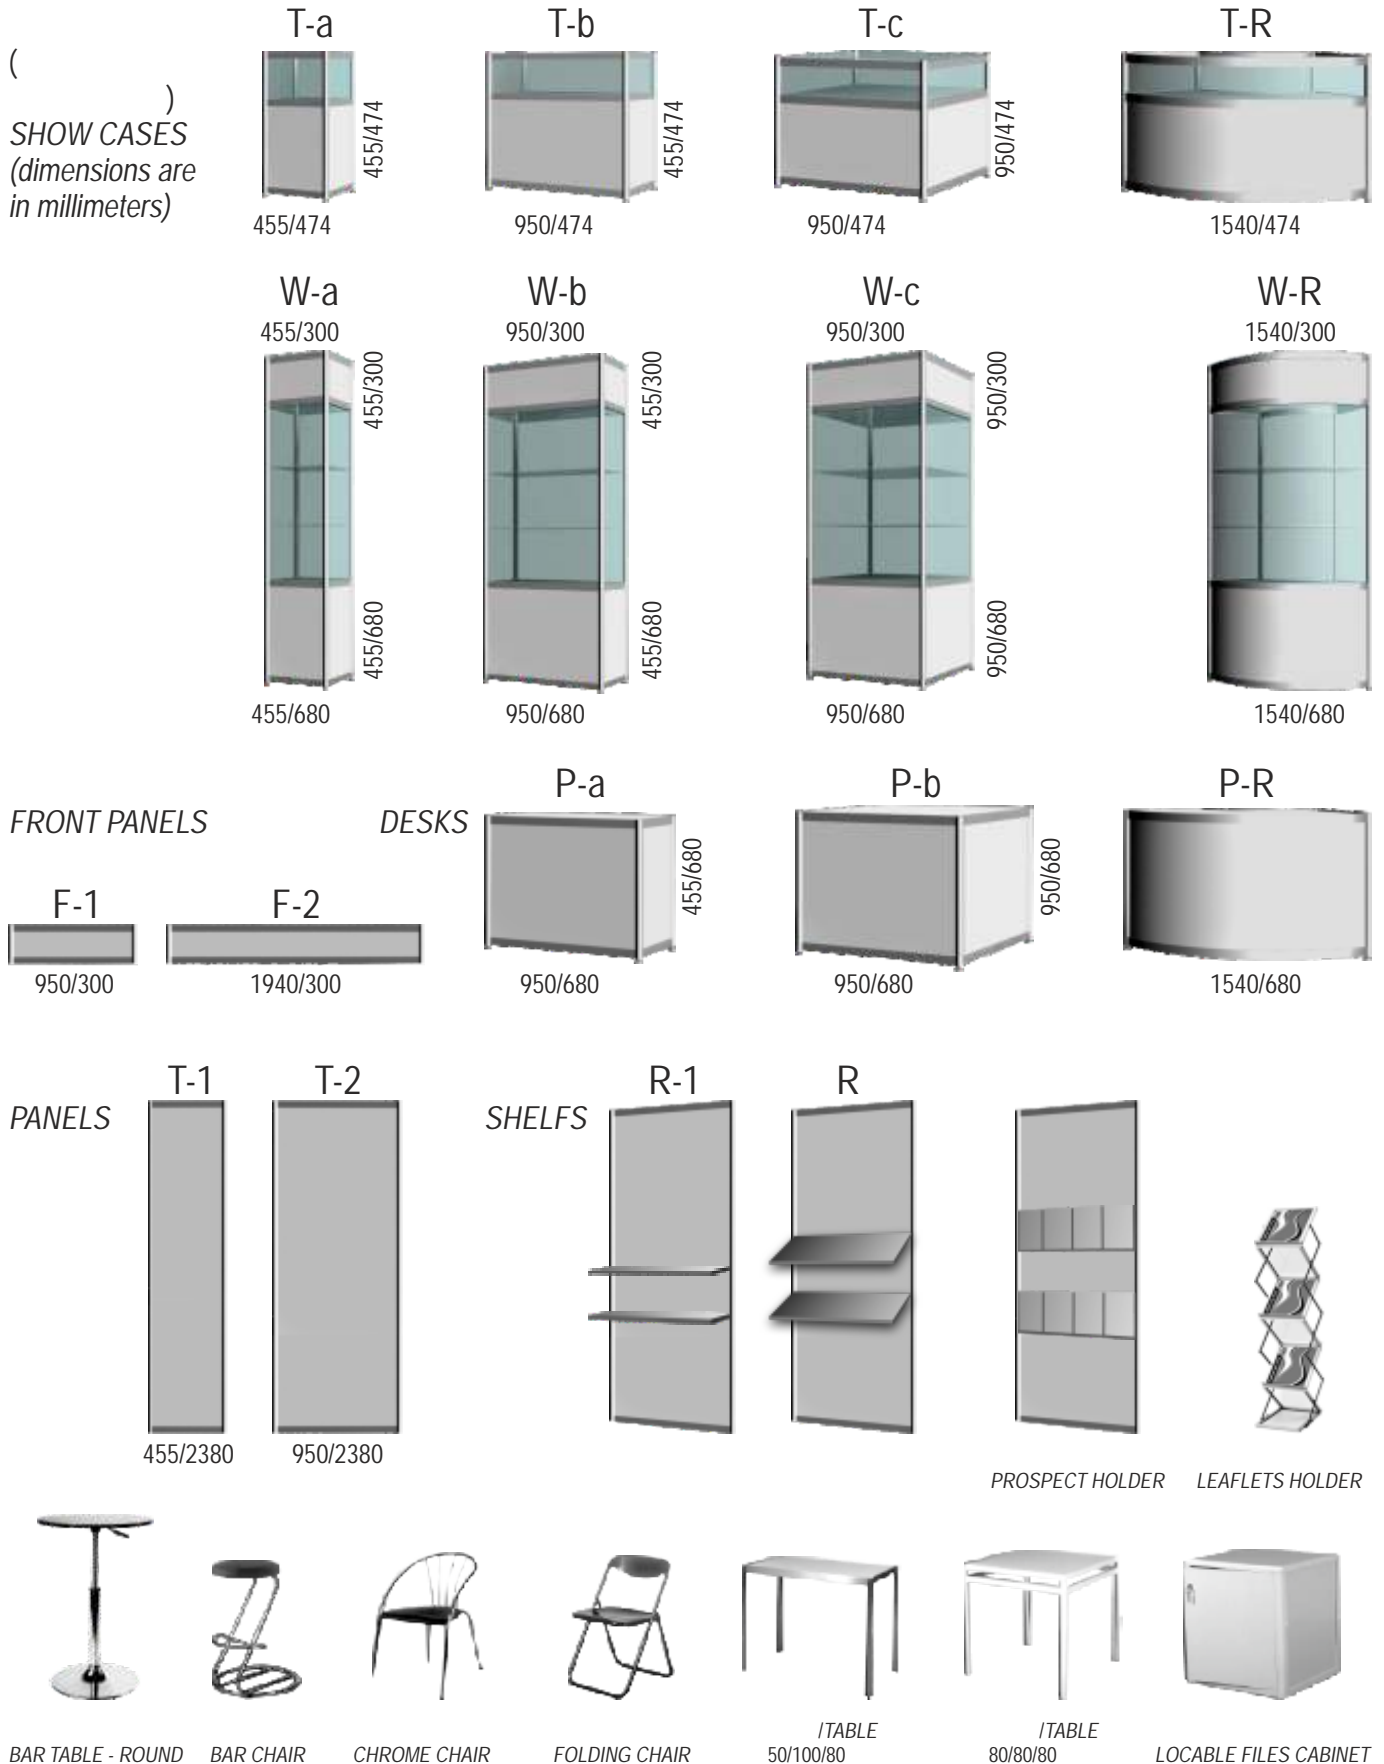 T-a T-b T-c T-R
(
)
SHOW CASES
(dimensions are
in millimeters)
455/474
455/474
950/474
455/474 950/474 950/474 1540/474
W-a W-b W-c W-R
455/300 950/300 950/300 1540/300
455/300
455/300
950/300
455/680
455/680
950/680
455/680 950/680 950/680 1540/680
P-a P-b P-R
FRONT PANELS DESKS
455/680
950/680
F-1 F-2
950/300 1940/300 950/680 950/680 1540/680
T-1 T-2 R-1 R
PANELS SHELFS
455/2380 950/2380
PROSPECT HOLDER LEAFLETS HOLDER
/TABLE /TABLE
BAR TABLE - ROUND BAR CHAIR CHROME CHAIR FOLDING CHAIR 50/100/80 80/80/80 LOCABLE FILES CABINET